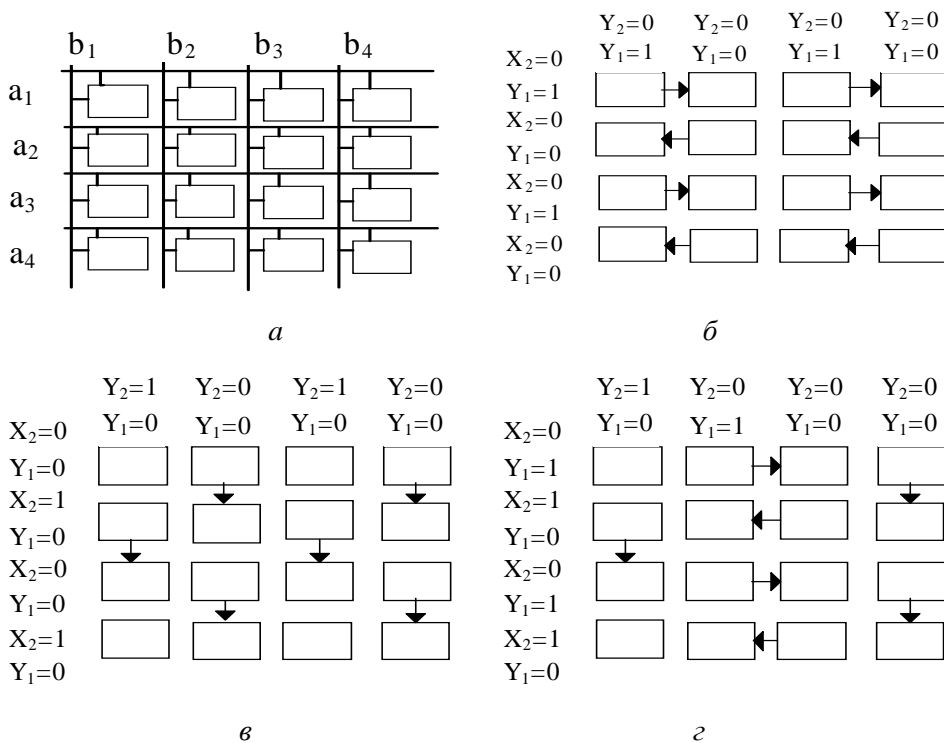 b₁ b₂ b₃ b₄
a₁
a₂
a₃
a₄
а
Y₂=0 Y₂=0 Y₂=0 Y₂=0
Y₁=1 Y₁=0 Y₁=1 Y₁=0
X₂=0
Y₁=1
X₂=0
Y₁=0
X₂=0
Y₁=1
X₂=0
Y₁=0
б
Y₂=1 Y₂=0 Y₂=1 Y₂=0
Y₁=0 Y₁=0 Y₁=0 Y₁=0
X₂=0
Y₁=0
X₂=1
Y₁=0
X₂=0
Y₁=0
X₂=1
Y₁=0
в
Y₂=1 Y₂=0 Y₂=0 Y₂=0
Y₁=0 Y₁=1 Y₁=0 Y₁=0
X₂=0
Y₁=1
X₂=1
Y₁=0
X₂=0
Y₁=1
X₂=1
Y₁=0
г